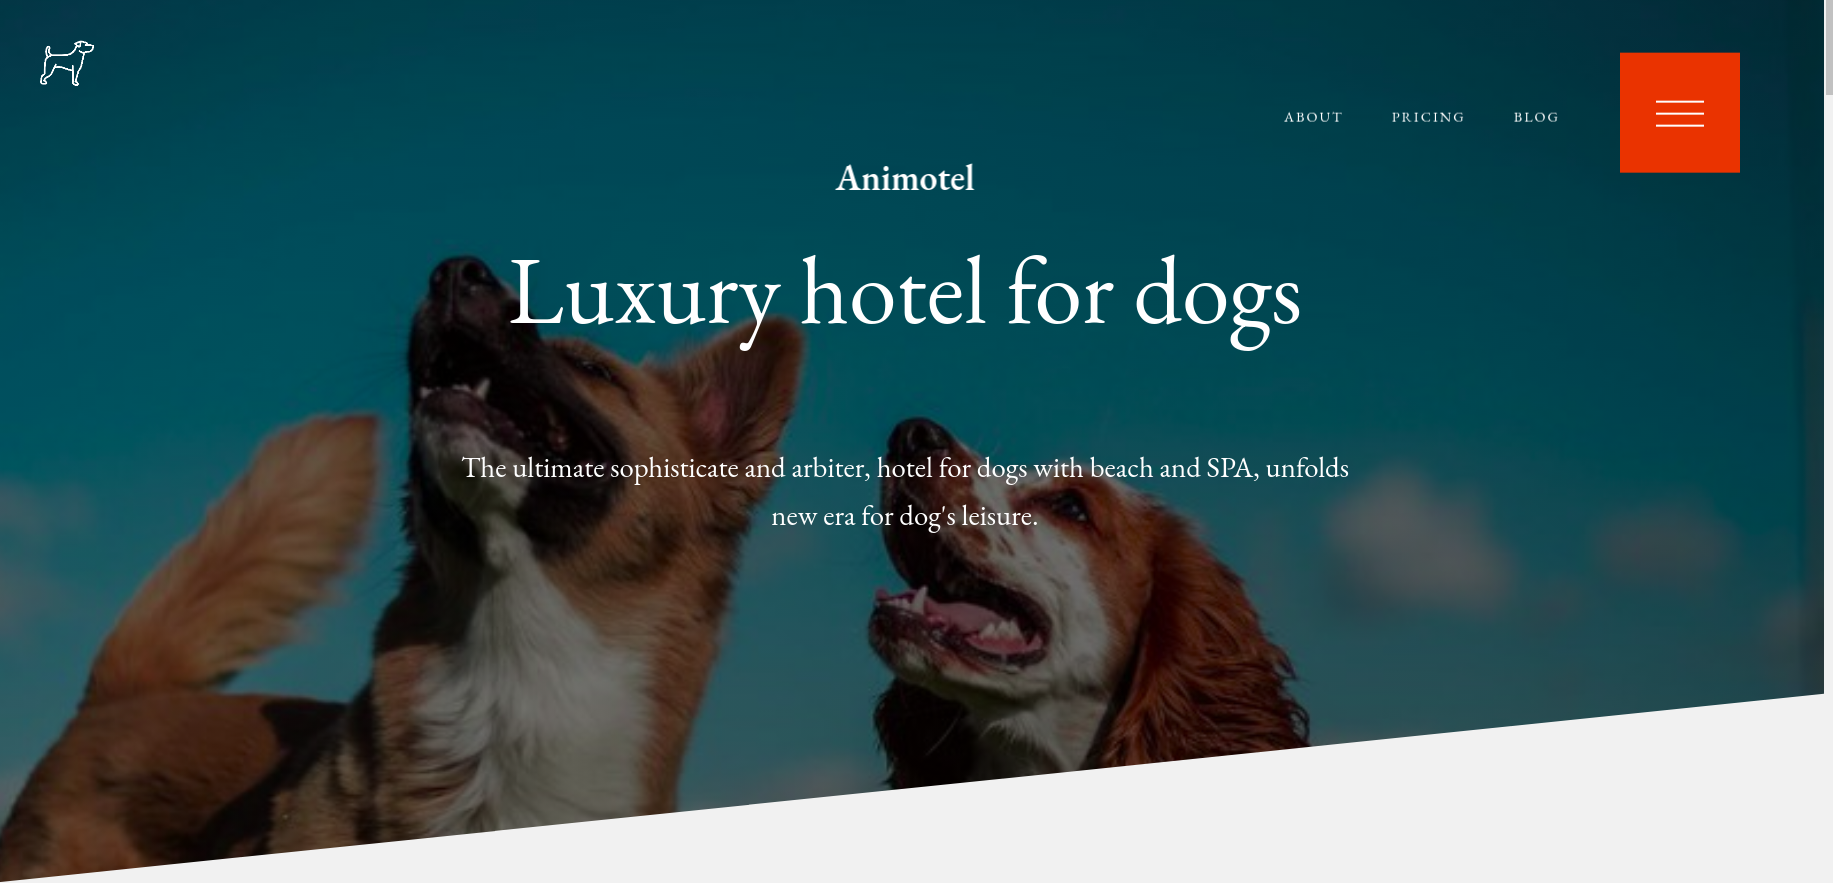 ABOUT PRICING BLOG
Animotel
Luxury hotel for dogs
The ultimate sophisticate and arbiter, hotel for dogs with beach and SPA, unfolds
new era for dog's leisure.